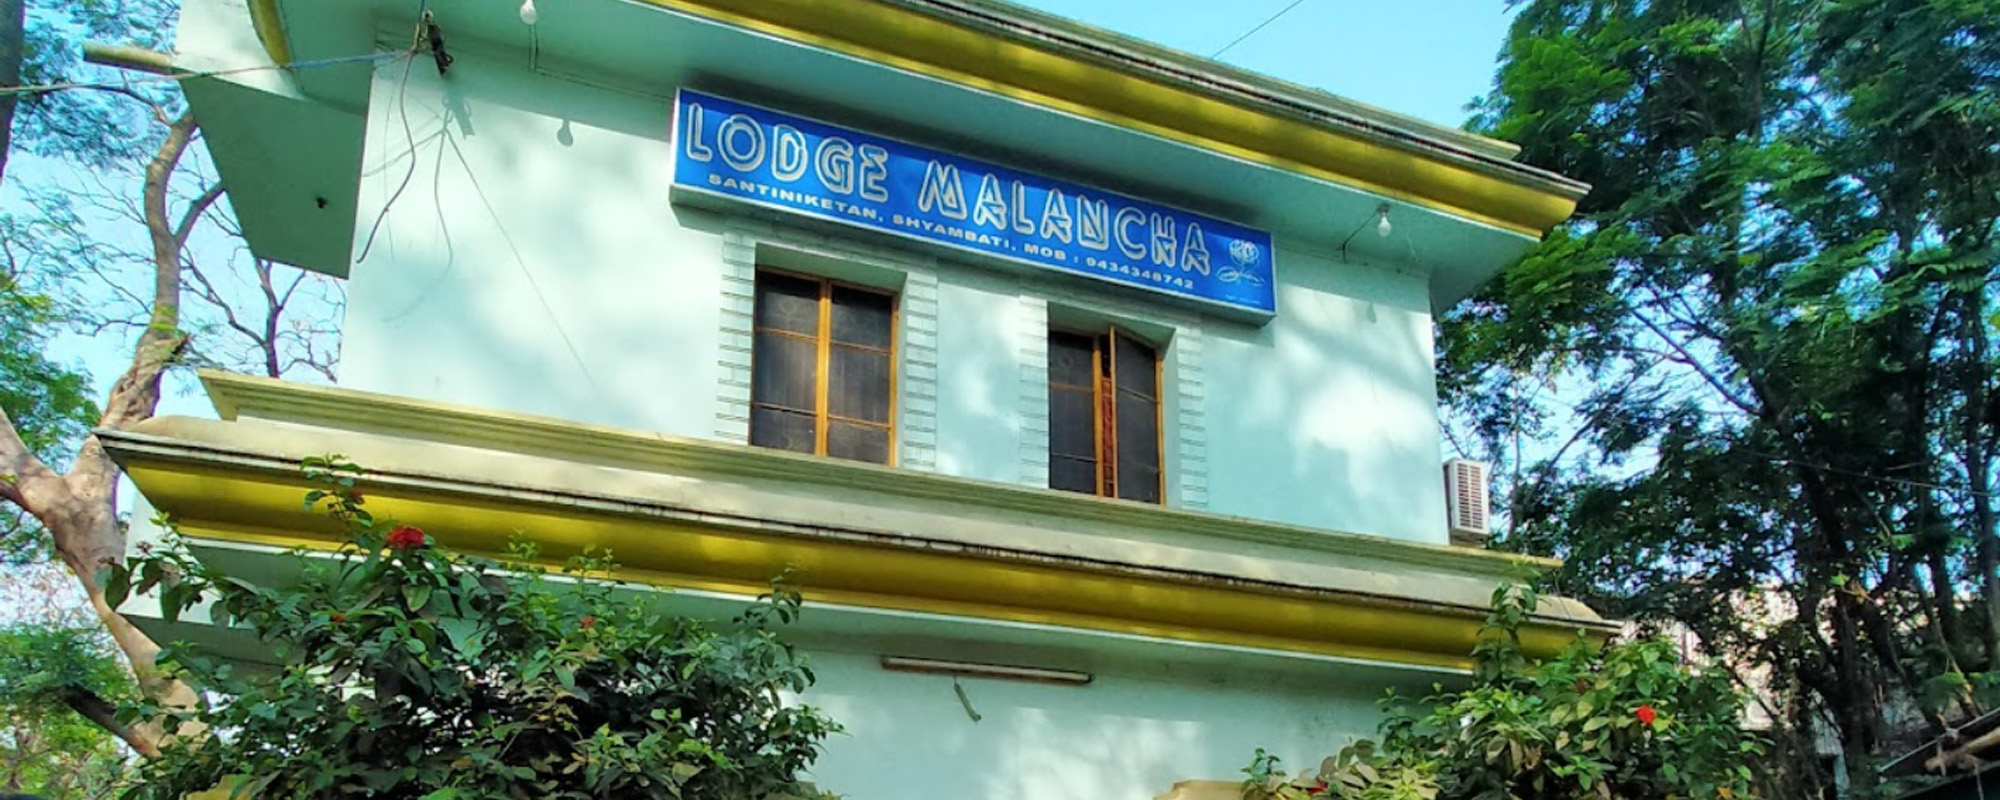 LODGE MALANCHA
SANTINIKETAN, SHYAMBATI, MOB : 9434348742